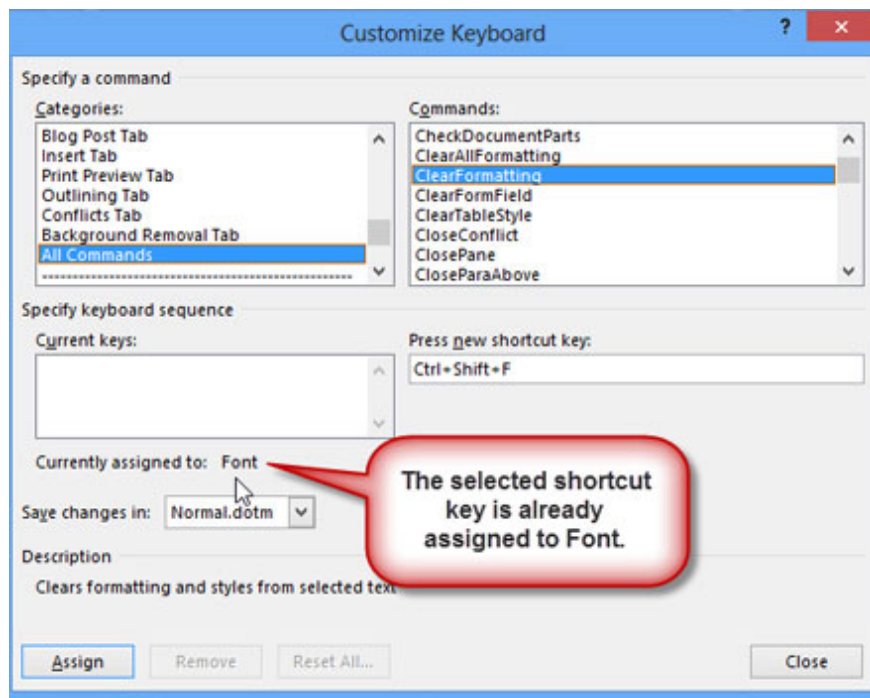 Customize Keyboard
?
Specify a command
Categories:
Commands:
Blog Post Tab
Insert Tab
Print Preview Tab
Outlining Tab
Conflicts Tab
Background Removal Tab
All Commands
CheckDocumentParts
ClearAllFormatting
ClearFormatting
ClearFormField
ClearTableStyle
CloseConflict
ClosePane
CloseParaAbove
Specify keyboard sequence
Current keys:
Press new shortcut key:
Ctrl+Shift+F
Currently assigned to: Font
The selected shortcut
key is already
assigned to Font.
Save changes in: Normal.dotm
Description
Clears formatting and styles from selected text
Assign
Remove
Reset All...
Close